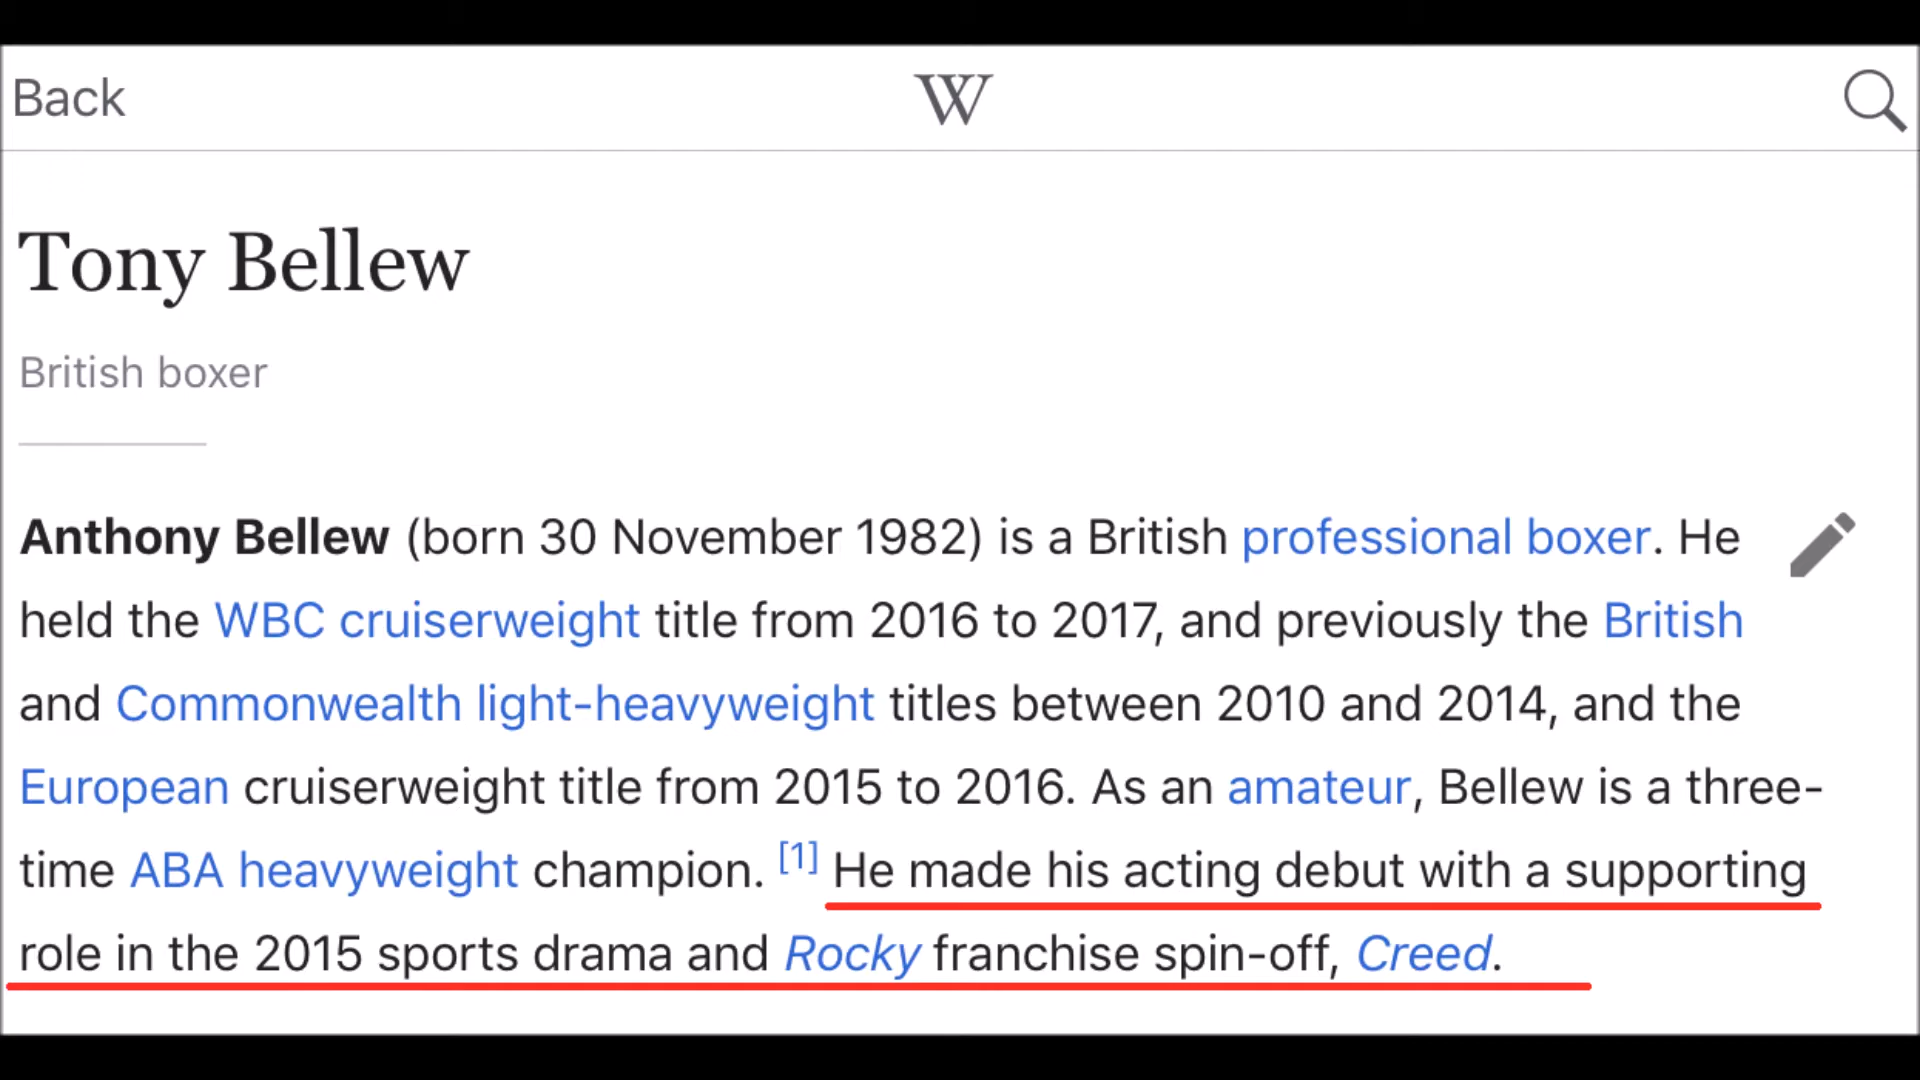 Back
W
Tony Bellew
British boxer
Anthony Bellew (born 30 November 1982) is a British professional boxer. He
held the WBC cruiserweight title from 2016 to 2017, and previously the British
and Commonwealth light-heavyweight titles between 2010 and 2014, and the
European cruiserweight title from 2015 to 2016. As an amateur, Bellew is a three-
time ABA heavyweight champion. [1] He made his acting debut with a supporting
role in the 2015 sports drama and Rocky franchise spin-off, Creed.